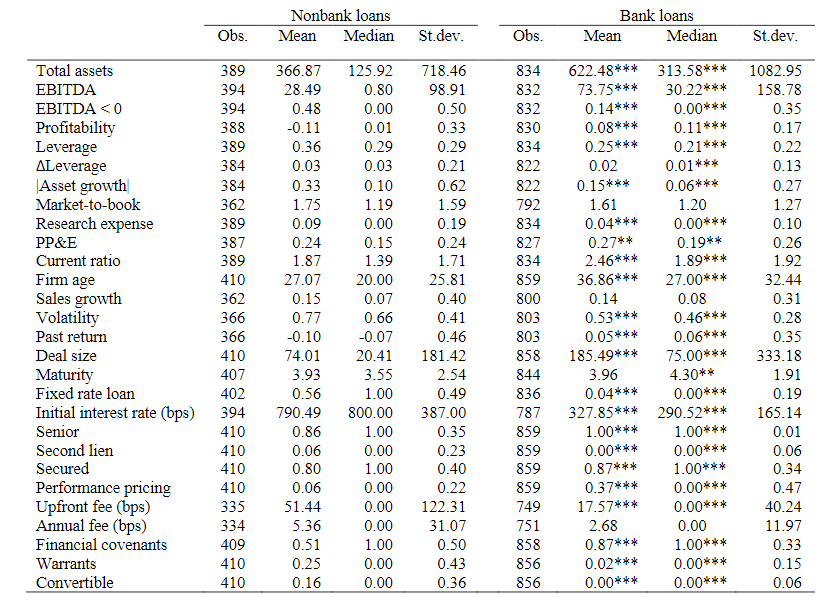 Nonbank loans Bank loans
Obs. Mean Median St.dev. Obs. Mean Median St.dev.
Total assets 389 366.87 125.92 718.46 834 622.48*** 313.58*** 1082.95
EBITDA 394 28.49 0.80 98.91 832 73.75*** 30.22*** 158.78
EBITDA < 0 394 0.48 0.00 0.50 832 0.14*** 0.00*** 0.35
Profitability 388 -0.11 0.01 0.33 830 0.08*** 0.11*** 0.17
Leverage 389 0.36 0.29 0.29 834 0.25*** 0.21*** 0.22
ΔLeverage 384 0.03 0.03 0.21 822 0.02 0.01*** 0.13
|Asset growth| 384 0.33 0.10 0.62 822 0.15*** 0.06*** 0.27
Market-to-book 362 1.75 1.19 1.59 792 1.61 1.20 1.27
Research expense 389 0.09 0.00 0.19 834 0.04*** 0.00*** 0.10
PP&E 387 0.24 0.15 0.24 827 0.27** 0.19** 0.26
Current ratio 389 1.87 1.39 1.71 834 2.46*** 1.89*** 1.92
Firm age 410 27.07 20.00 25.81 859 36.86*** 27.00*** 32.44
Sales growth 362 0.15 0.07 0.40 800 0.14 0.08 0.31
Volatility 366 0.77 0.66 0.41 803 0.53*** 0.46*** 0.28
Past return 366 -0.10 -0.07 0.46 803 0.05*** 0.06*** 0.35
Deal size 410 74.01 20.41 181.42 858 185.49*** 75.00*** 333.18
Maturity 407 3.93 3.55 2.54 844 3.96 4.30** 1.91
Fixed rate loan 402 0.56 1.00 0.49 836 0.04*** 0.00*** 0.19
Initial interest rate (bps) 394 790.49 800.00 387.00 787 327.85*** 290.52*** 165.14
Senior 410 0.86 1.00 0.35 859 1.00*** 1.00*** 0.01
Second lien 410 0.06 0.00 0.23 859 0.00*** 0.00*** 0.06
Secured 410 0.80 1.00 0.40 859 0.87*** 1.00*** 0.34
Performance pricing 410 0.06 0.00 0.22 859 0.37*** 0.00*** 0.47
Upfront fee (bps) 335 51.44 0.00 122.31 749 17.57*** 0.00*** 40.24
Annual fee (bps) 334 5.36 0.00 31.07 751 2.68 0.00 11.97
Financial covenants 409 0.51 1.00 0.50 858 0.87*** 1.00*** 0.33
Warrants 410 0.25 0.00 0.43 856 0.02*** 0.00*** 0.15
Convertible 410 0.16 0.00 0.36 856 0.00*** 0.00*** 0.06